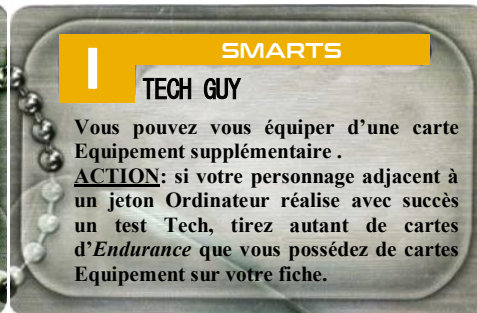 I
SMARTS
TECH GUY
Vous pouvez vous équiper d’une carte
Equipement supplémentaire .
ACTION: si votre personnage adjacent à
un jeton Ordinateur réalise avec succès
un test Tech, tirez autant de cartes
d’Endurance que vous possédez de cartes
Equipement sur votre fiche.